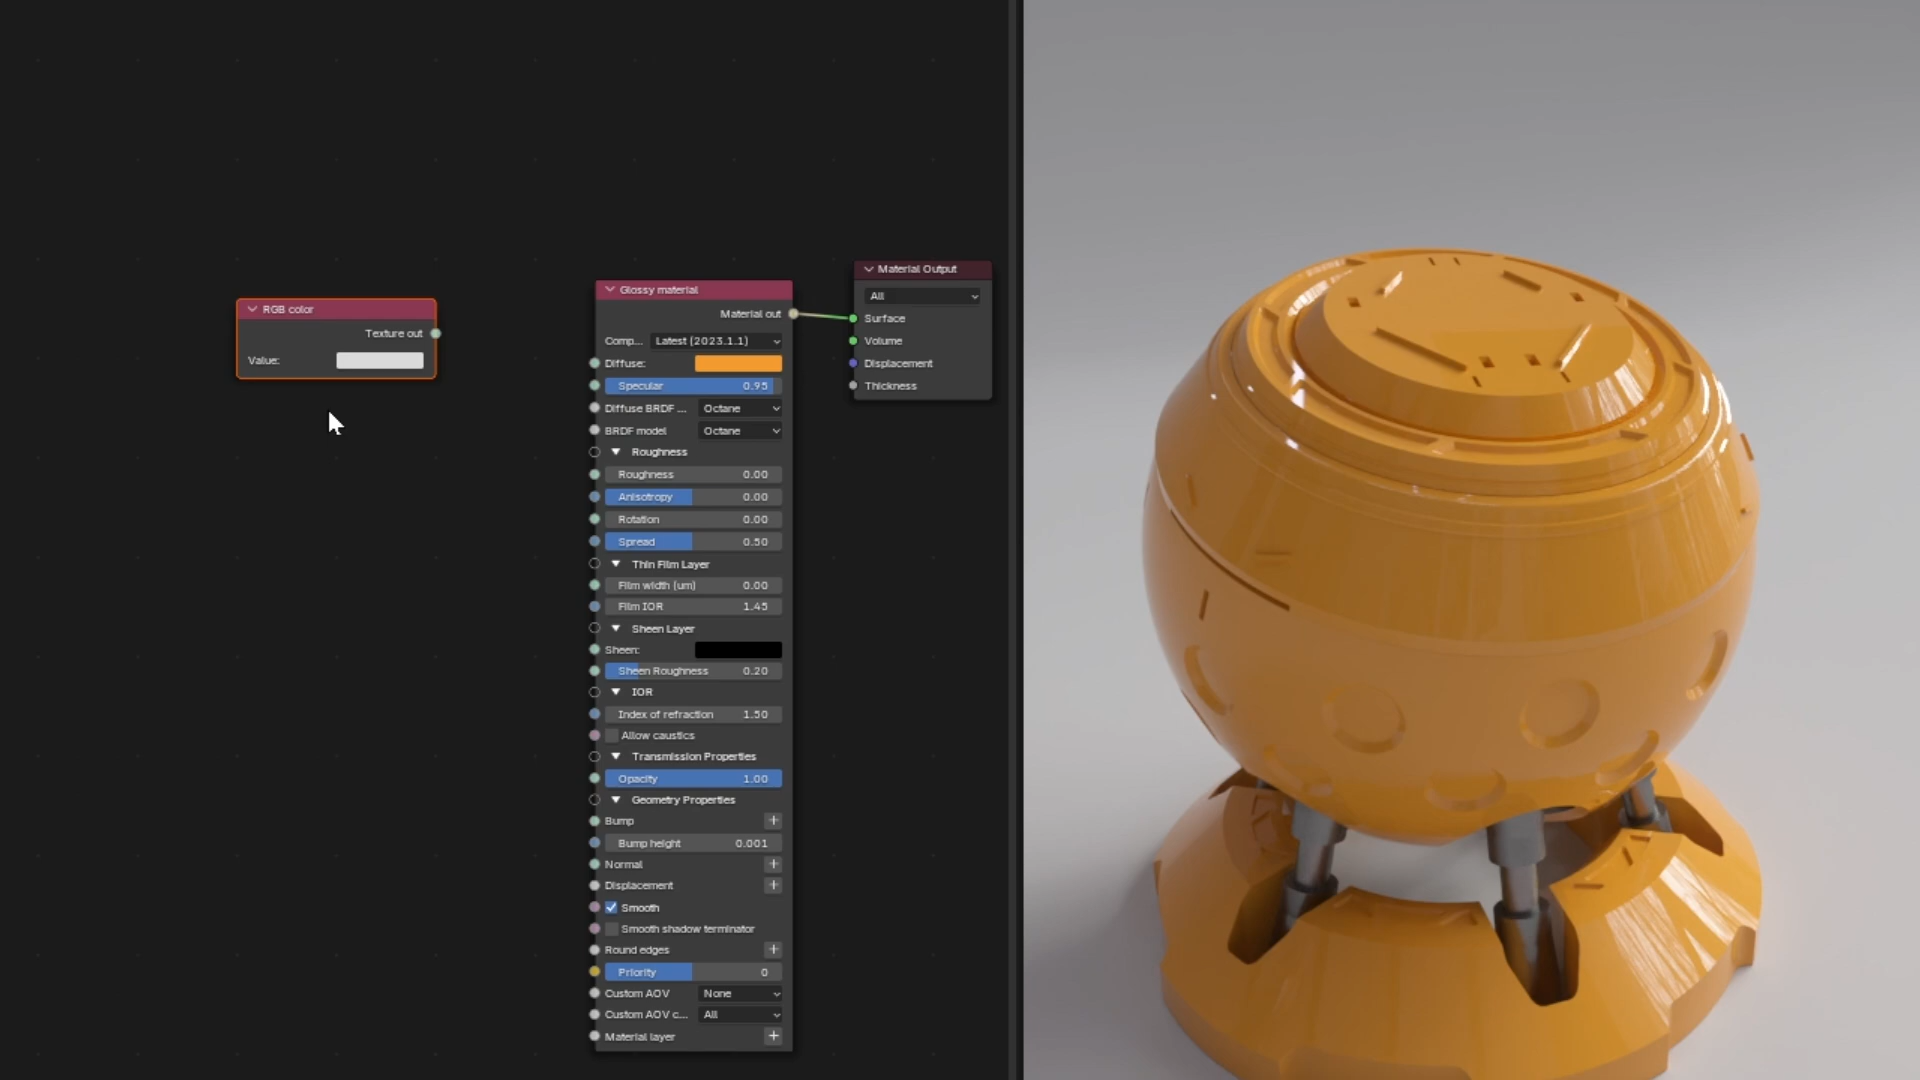 RGB color
Texture out
Value:
Glossy material
Material out
Comp... Latest (2023.1.1)
Diffuse:
Specular 0.95
Diffuse BRDF ... Octane
BRDF model Octane
Roughness
Roughness 0.00
Anisotropy 0.00
Rotation 0.00
Spread 0.50
Thin Film Layer
Film width (um) 0.00
Film IOR 1.45
Sheen Layer
Sheen:
Sheen Roughness 0.20
IOR
Index of refraction 1.50
Allow caustics
Transmission Properties
Opacity 1.00
Geometry Properties
Bump
Bump height 0.001
Normal
Displacement
Smooth
Smooth shadow terminator
Round edges
Priority 0
Custom AOV None
Custom AOV c... All
Material layer
Material Output
All
Surface
Volume
Displacement
Thickness